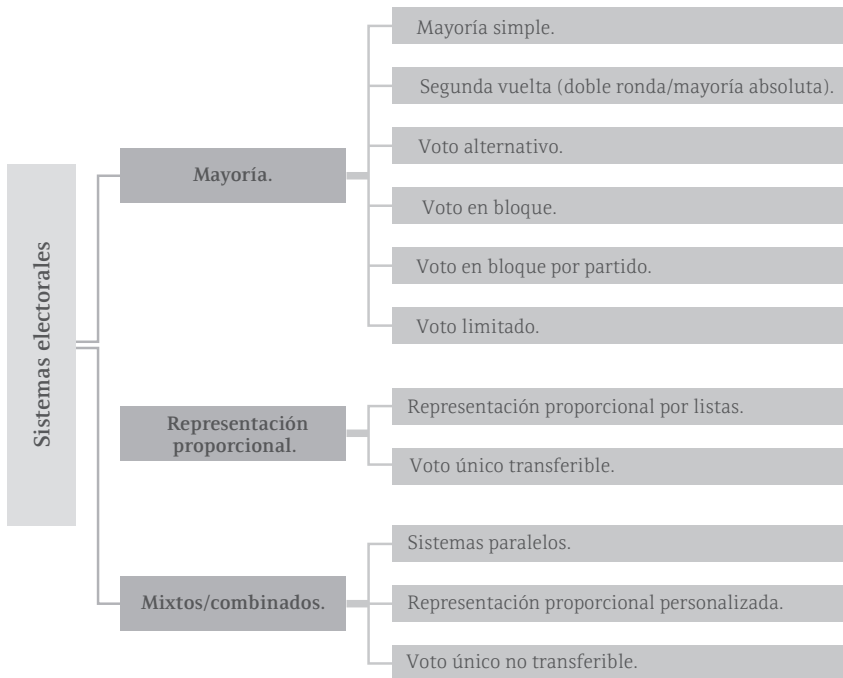 Sistemas electorales
Mayoría.
Mayoría simple.
Segunda vuelta (doble ronda/mayoría absoluta).
Voto alternativo.
Voto en bloque.
Voto en bloque por partido.
Voto limitado.
Representación
proporcional.
Representación proporcional por listas.
Voto único transferible.
Mixtos/combinados.
Sistemas paralelos.
Representación proporcional personalizada.
Voto único no transferible.